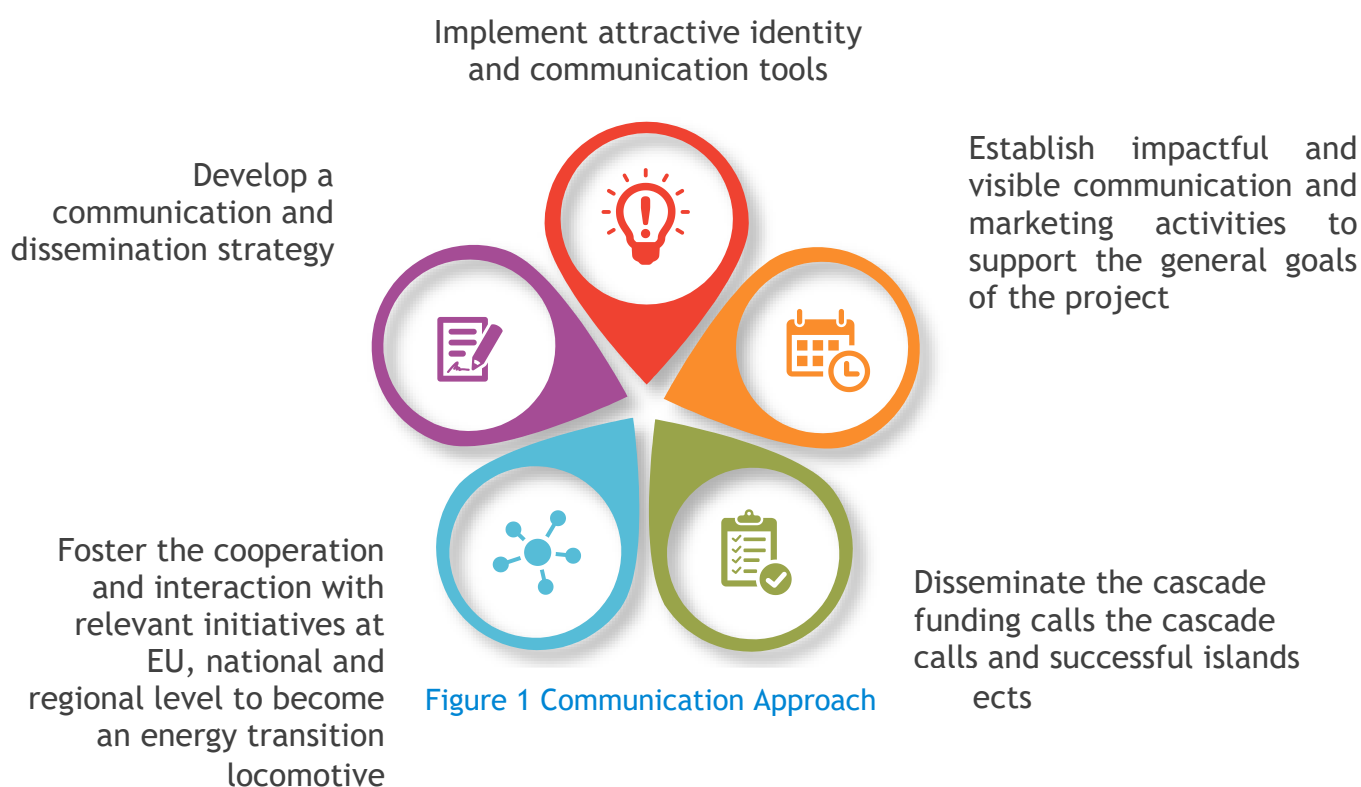 Implement attractive identity
and communication tools
Develop a
communication and
dissemination strategy
Establish impactful and
visible communication and
marketing activities to
support the general goals
of the project
Foster the cooperation
and interaction with
relevant initiatives at
EU, national and
regional level to become
an energy transition
locomotive
Disseminate the cascade
funding calls the cascade
calls and successful islands
ects
Figure 1 Communication Approach